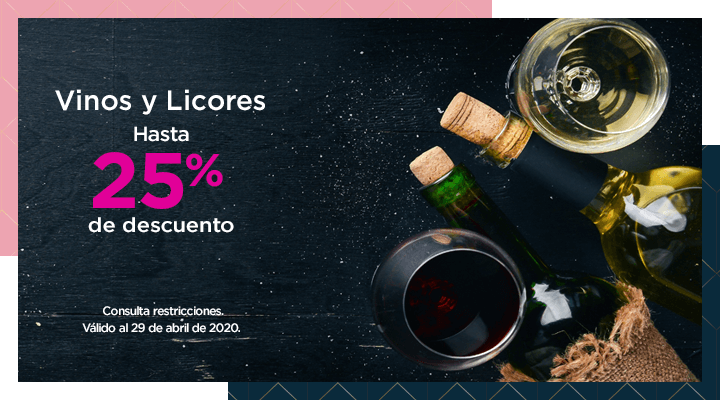 Vinos y Licores
Hasta
25%
de descuento
Consulta restricciones.
Válido al 29 de abril de 2020.